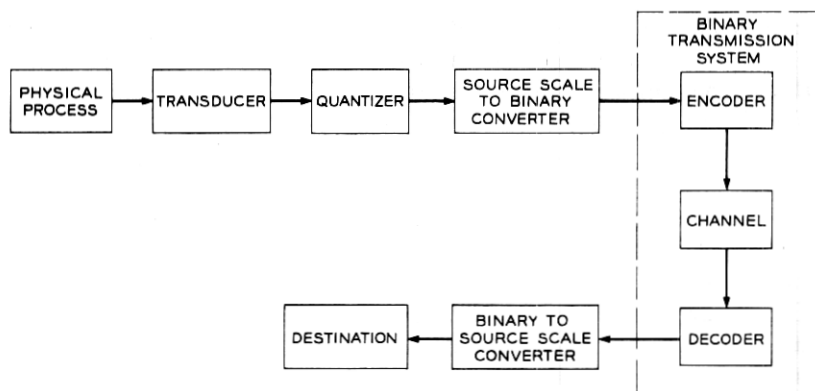 BINARY
TRANSMISSION
SYSTEM
PHYSICAL
PROCESS
TRANSDUCER
QUANTIZER
SOURCE SCALE
TO BINARY
CONVERTER
ENCODER
CHANNEL
DESTINATION
BINARY TO
SOURCE SCALE
CONVERTER
DECODER